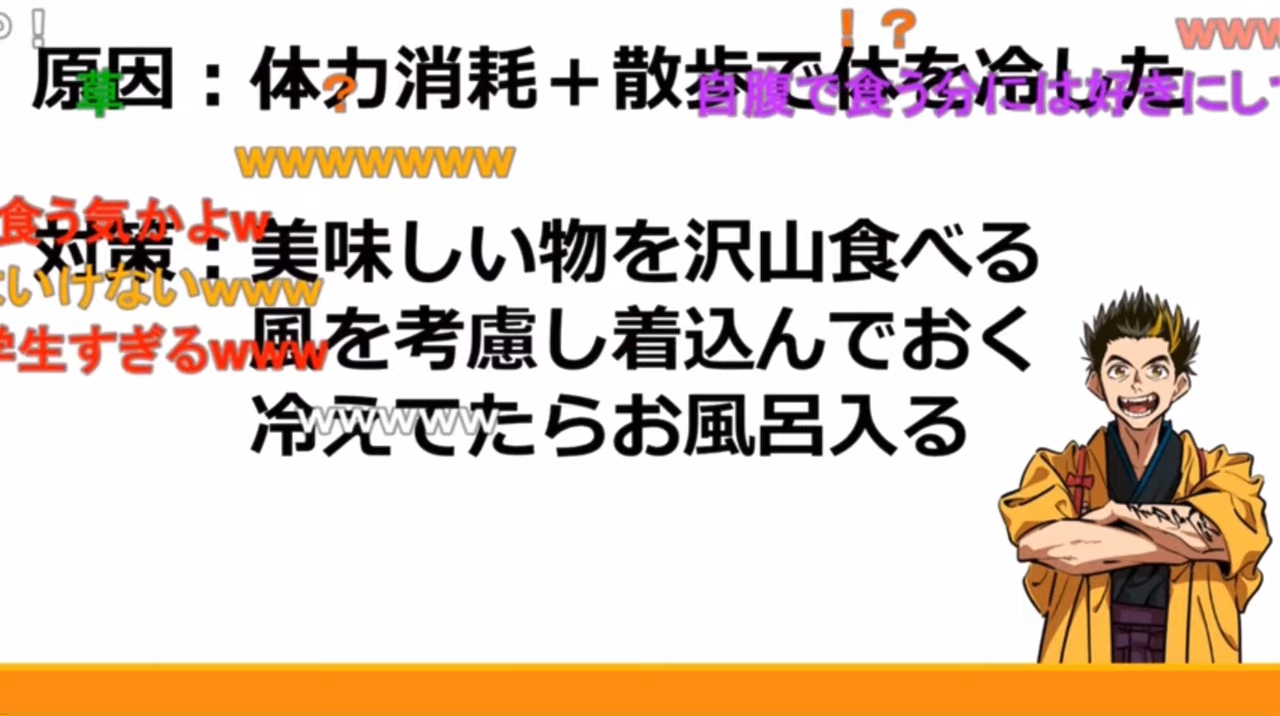 ！
！？
www
原因：体力消耗＋散歩で体を冷した
草
？
自腹で食う分には好きにして
wwwwwwww
食う気かよw
対策：美味しい物を沢山食べる
いけないwww
風を考慮し着込んでおく
学生すぎるwww
冷えてたらお風呂入る
wwwwww